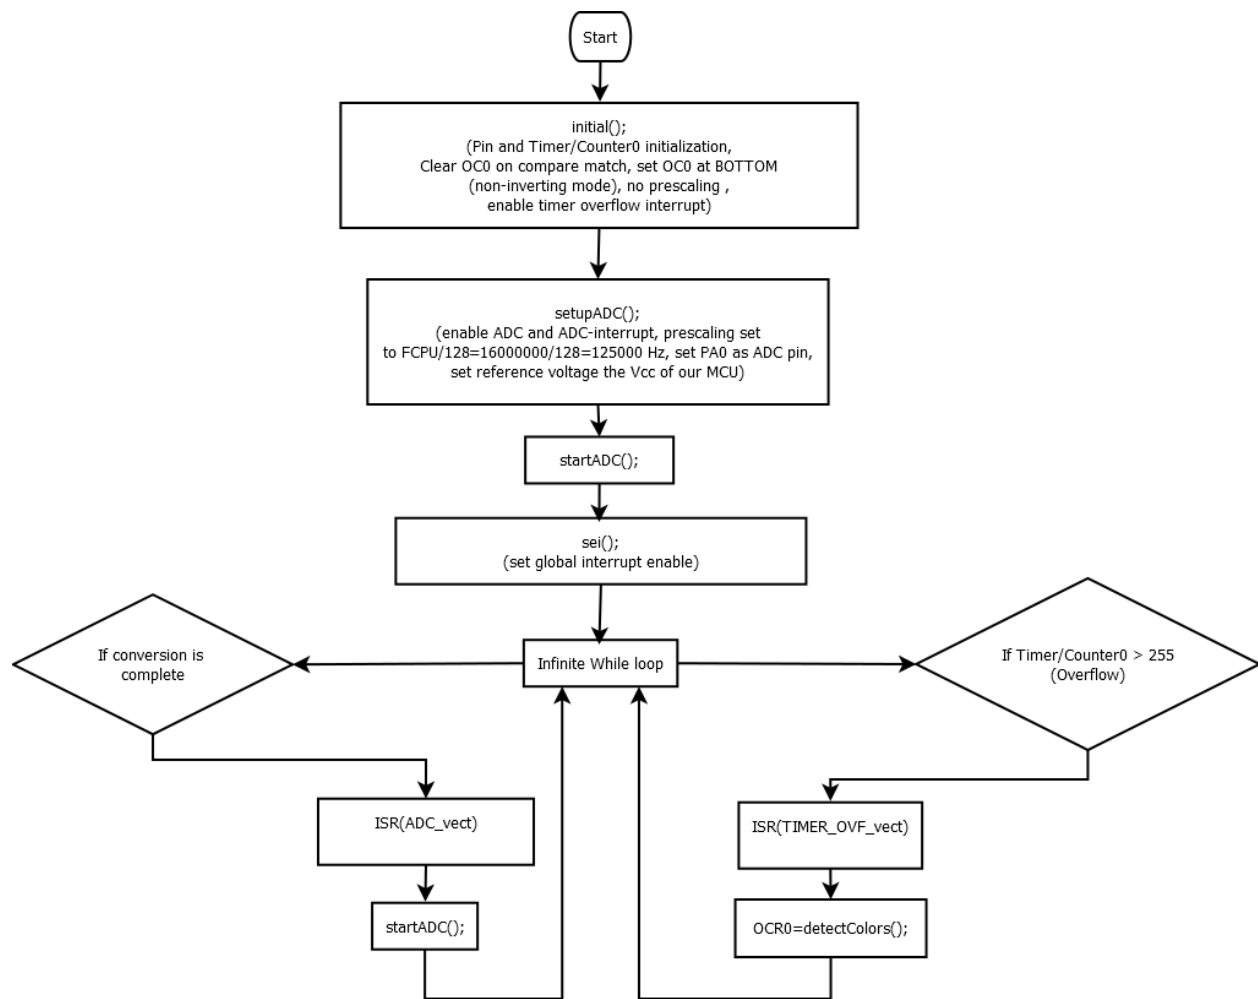 Start
initial();
(Pin and Timer/Counter0 initialization,
Clear OC0 on compare match, set OC0 at BOTTOM
(non-inverting mode), no prescaling ,
enable timer overflow interrupt)
setupADC();
(enable ADC and ADC-interrupt, prescaling set
to FCPU/128=16000000/128=125000 Hz, set PA0 as ADC pin,
set reference voltage the Vcc of our MCU)
startADC();
sei();
(set global interrupt enable)
If conversion is
complete
Infinite While loop
If Timer/Counter0 > 255
(Overflow)
ISR(ADC_vect)
startADC();
ISR(TIMER_OVF_vect)
OCR0=detectColors();